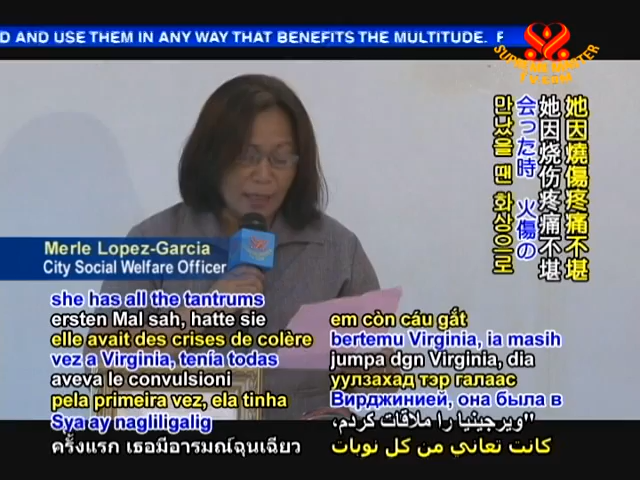 D AND USE THEM IN ANY WAY THAT BENEFITS THE MULTITUDE.
SUPREME MASTER
TV.COM
她因燒傷疼痛不堪
她因烧伤疼痛不堪
会った時 火傷の
만났을 땐 화상으로
Merle Lopez-Garcia
City Social Welfare Officer
she has all the tantrums
ersten Mal sah, hatte sie
elle avait des crises de colère
vez a Virginia, tenía todas
aveva le convulsioni
pela primeira vez, ela tinha
Sya ay nagliligalig
ครั้งแรก เธอมีอารมณ์ฉุนเฉียว
em còn cáu gắt
bertemu Virginia, ia masih
jumpa dgn Virginia, dia
уулзахад тэр галаас
Вирджинией, она была в
ویرجینیا را ملاقات کردم،"
كانت تعاني من كل نوبات